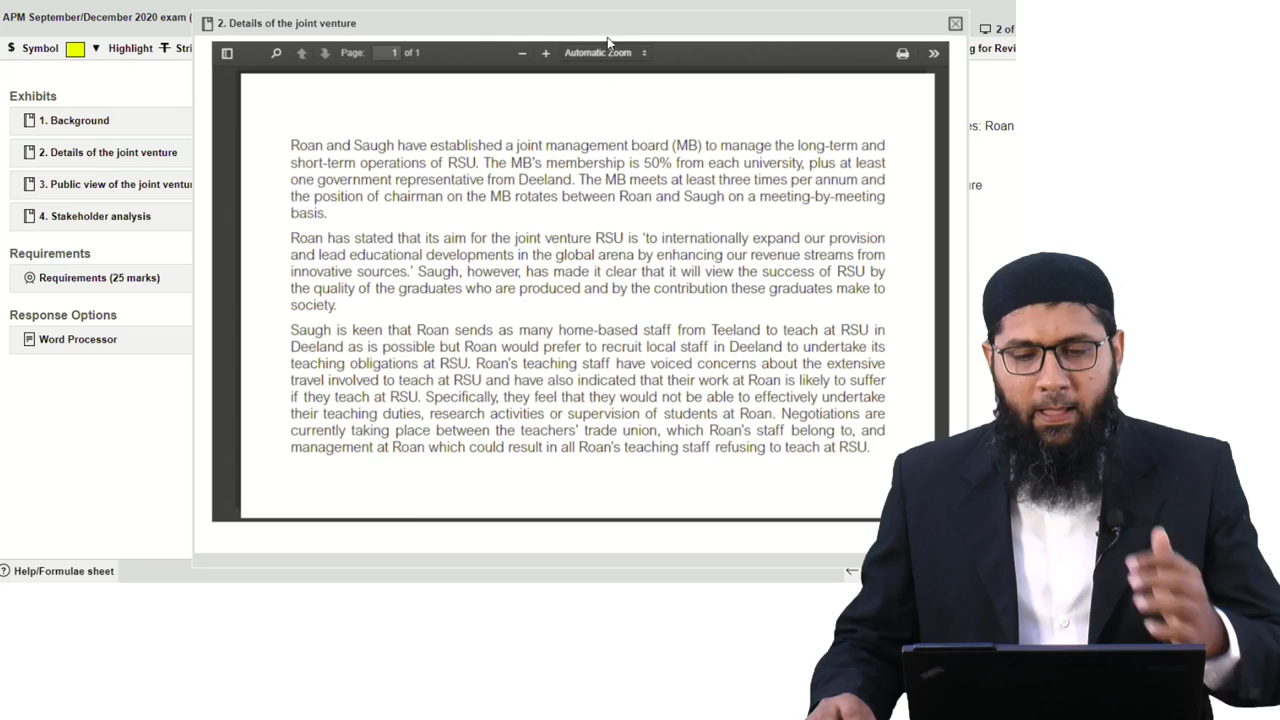 APM September/December 2020 exam (
2. Details of the joint venture
2 of
Symbol
Highlight
Stri
g for Revi
Page: 1 of 1
Automatic Zoom
Exhibits
1. Background
2. Details of the joint venture
3. Public view of the joint ventur
4. Stakeholder analysis
Requirements
Requirements (25 marks)
Response Options
Word Processor
Help/Formulae sheet
es: Roan
ure
Roan and Saugh have established a joint management board (MB) to manage the long-term and
short-term operations of RSU. The MB's membership is 50% from each university, plus at least
one government representative from Deeland. The MB meets at least three times per annum and
the position of chairman on the MB rotates between Roan and Saugh on a meeting-by-meeting
basis.
Roan has stated that its aim for the joint venture RSU is 'to internationally expand our provision
and lead educational developments in the global arena by enhancing our revenue streams from
innovative sources.' Saugh, however, has made it clear that it will view the success of RSU by
the quality of the graduates who are produced and by the contribution these graduates make to
society.
Saugh is keen that Roan sends as many home-based staff from Teeland to teach at RSU in
Deeland as is possible but Roan would prefer to recruit local staff in Deeland to undertake its
teaching obligations at RSU. Roan's teaching staff have voiced concerns about the extensive
travel involved to teach at RSU and have also indicated that their work at Roan is likely to suffer
if they teach at RSU. Specifically, they feel that they would not be able to effectively undertake
their teaching duties, research activities or supervision of students at Roan. Negotiations are
currently taking place between the teachers' trade union, which Roan's staff belong to, and
management at Roan which could result in all Roan's teaching staff refusing to teach at RSU.